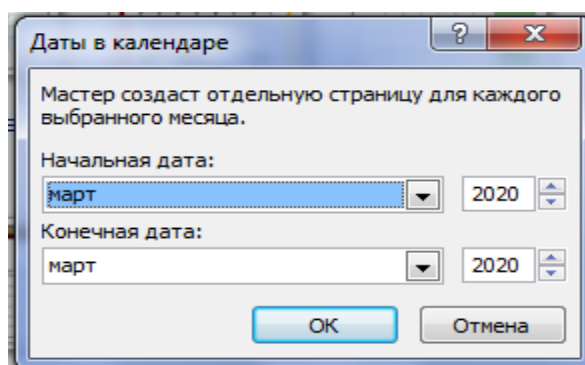 Даты в календаре
Мастер создаст отдельную страницу для каждого
выбранного месяца.
Начальная дата:
март 2020
Конечная дата:
март 2020
ОК Отмена